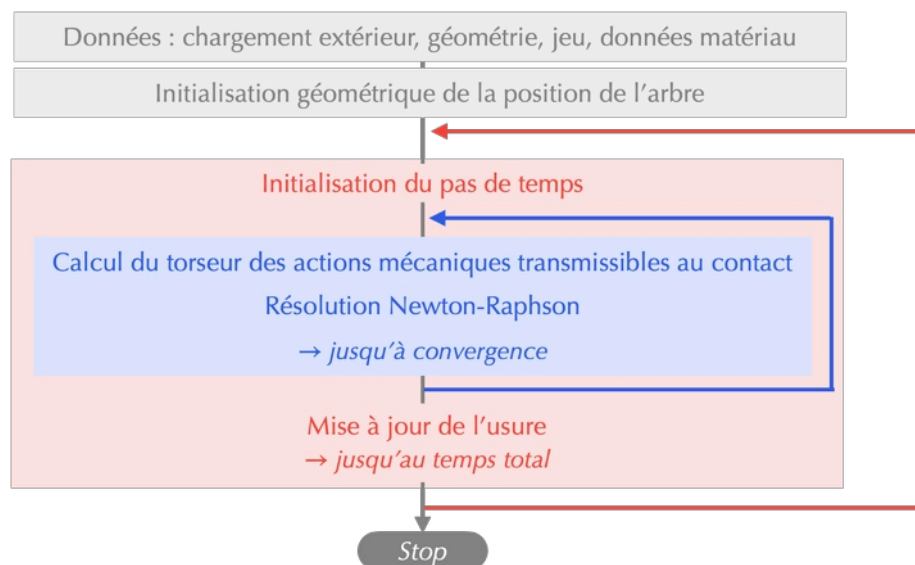 Données : chargement extérieur, géométrie, jeu, données matériau
Initialisation géométrique de la position de l'arbre
Initialisation du pas de temps
Calcul du torseur des actions mécaniques transmissibles au contact
Résolution Newton-Raphson
→ jusqu'à convergence
Mise à jour de l'usure
→ jusqu'au temps total
Stop